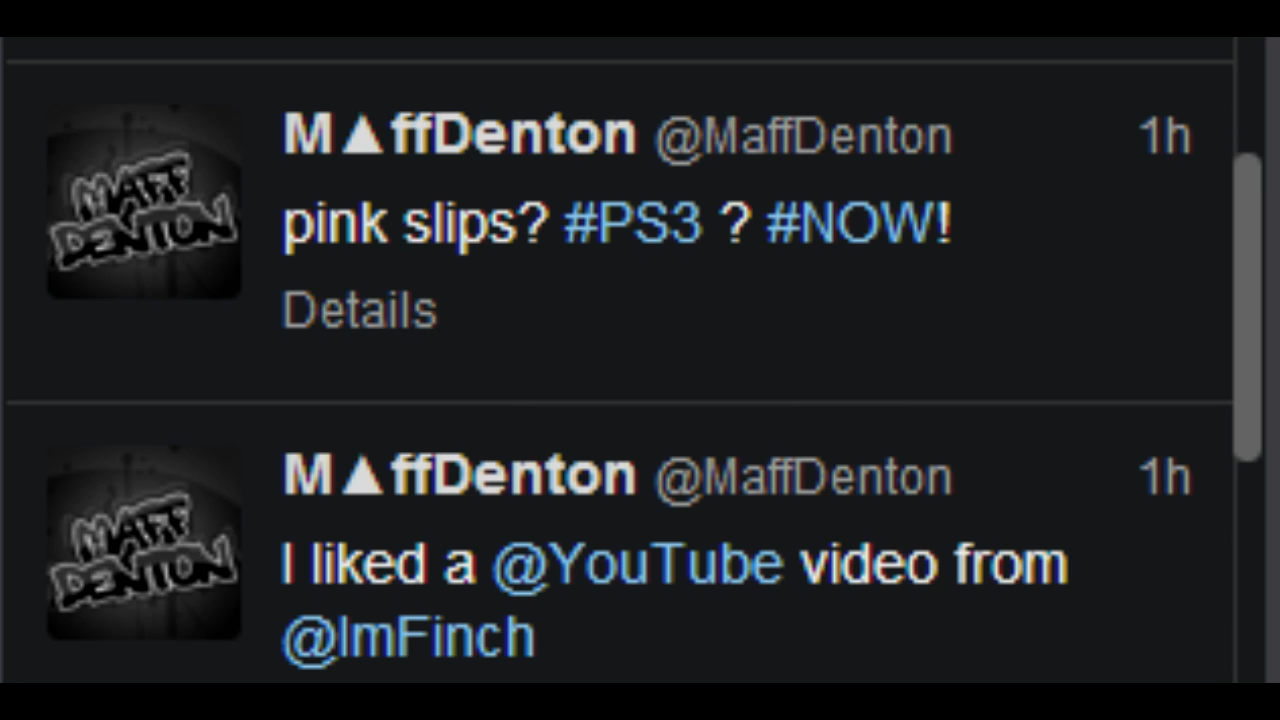 M▲ffDenton @MaffDenton 1h
MAFF
DENTON
pink slips? #PS3 ? #NOW!
Details
M▲ffDenton @MaffDenton 1h
MAFF
DENTON
I liked a @YouTube video from
@ImFinch